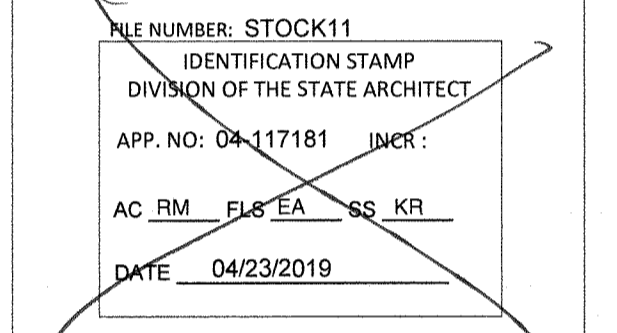 FILE NUMBER: STOCK11
IDENTIFICATION STAMP
DIVISION OF THE STATE ARCHITECT
APP. NO: 04-117181 INCR :
AC RM FLS EA SS KR
DATE 04/23/2019